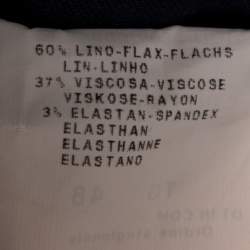 60% LINO-FLAX-FLACHS
LIN-LINHO
37% VISCOSA-VISCOSE
VISKOSE-RAYON
3% ELASTAN-SPANDEX
ELASTHAN
ELASTHANNE
ELASTANO